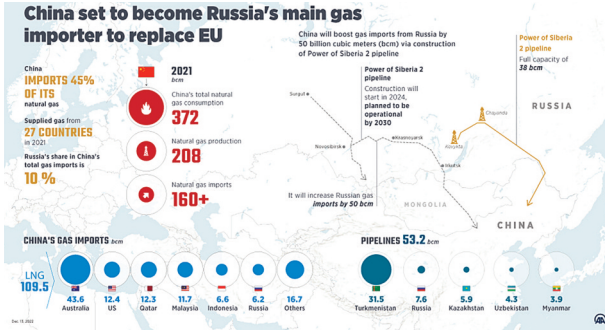 China set to become Russia's main gas
importer to replace EU
China
IMPORTS 45%
OF ITS
natural gas
Supplied gas from
27 COUNTRIES
in 2021
Russia's share in China's
total gas imports is
10 %
2021
bcm
China's total natural
gas consumption
372
Natural gas production
208
Natural gas imports
160+
China will boost gas imports from Russia by
50 billion cubic meters (bcm) via construction
of Power of Siberia 2 pipeline
Power of Siberia 2
pipeline
Construction will
start in 2024,
planned to be
operational
by 2030
Power of Siberia
2 pipeline
Full capacity of
38 bcm
Surgut
Novosibirsk
Krasnoyarsk
Irkutsk
Chayanda
Kovykta
RUSSIA
MONGOLIA
CHINA
It will increase Russian gas
imports by 50 bcm
CHINA'S GAS IMPORTS bcm
LNG
109.5
43.6
Australia
12.4
US
12.3
Qatar
11.7
Malaysia
6.6
Indonesia
6.2
Russia
16.7
Others
PIPELINES 53.2 bcm
31.5
Turkmenistan
7.6
Russia
5.9
Kazakhstan
4.3
Uzbekistan
3.9
Myanmar
AA